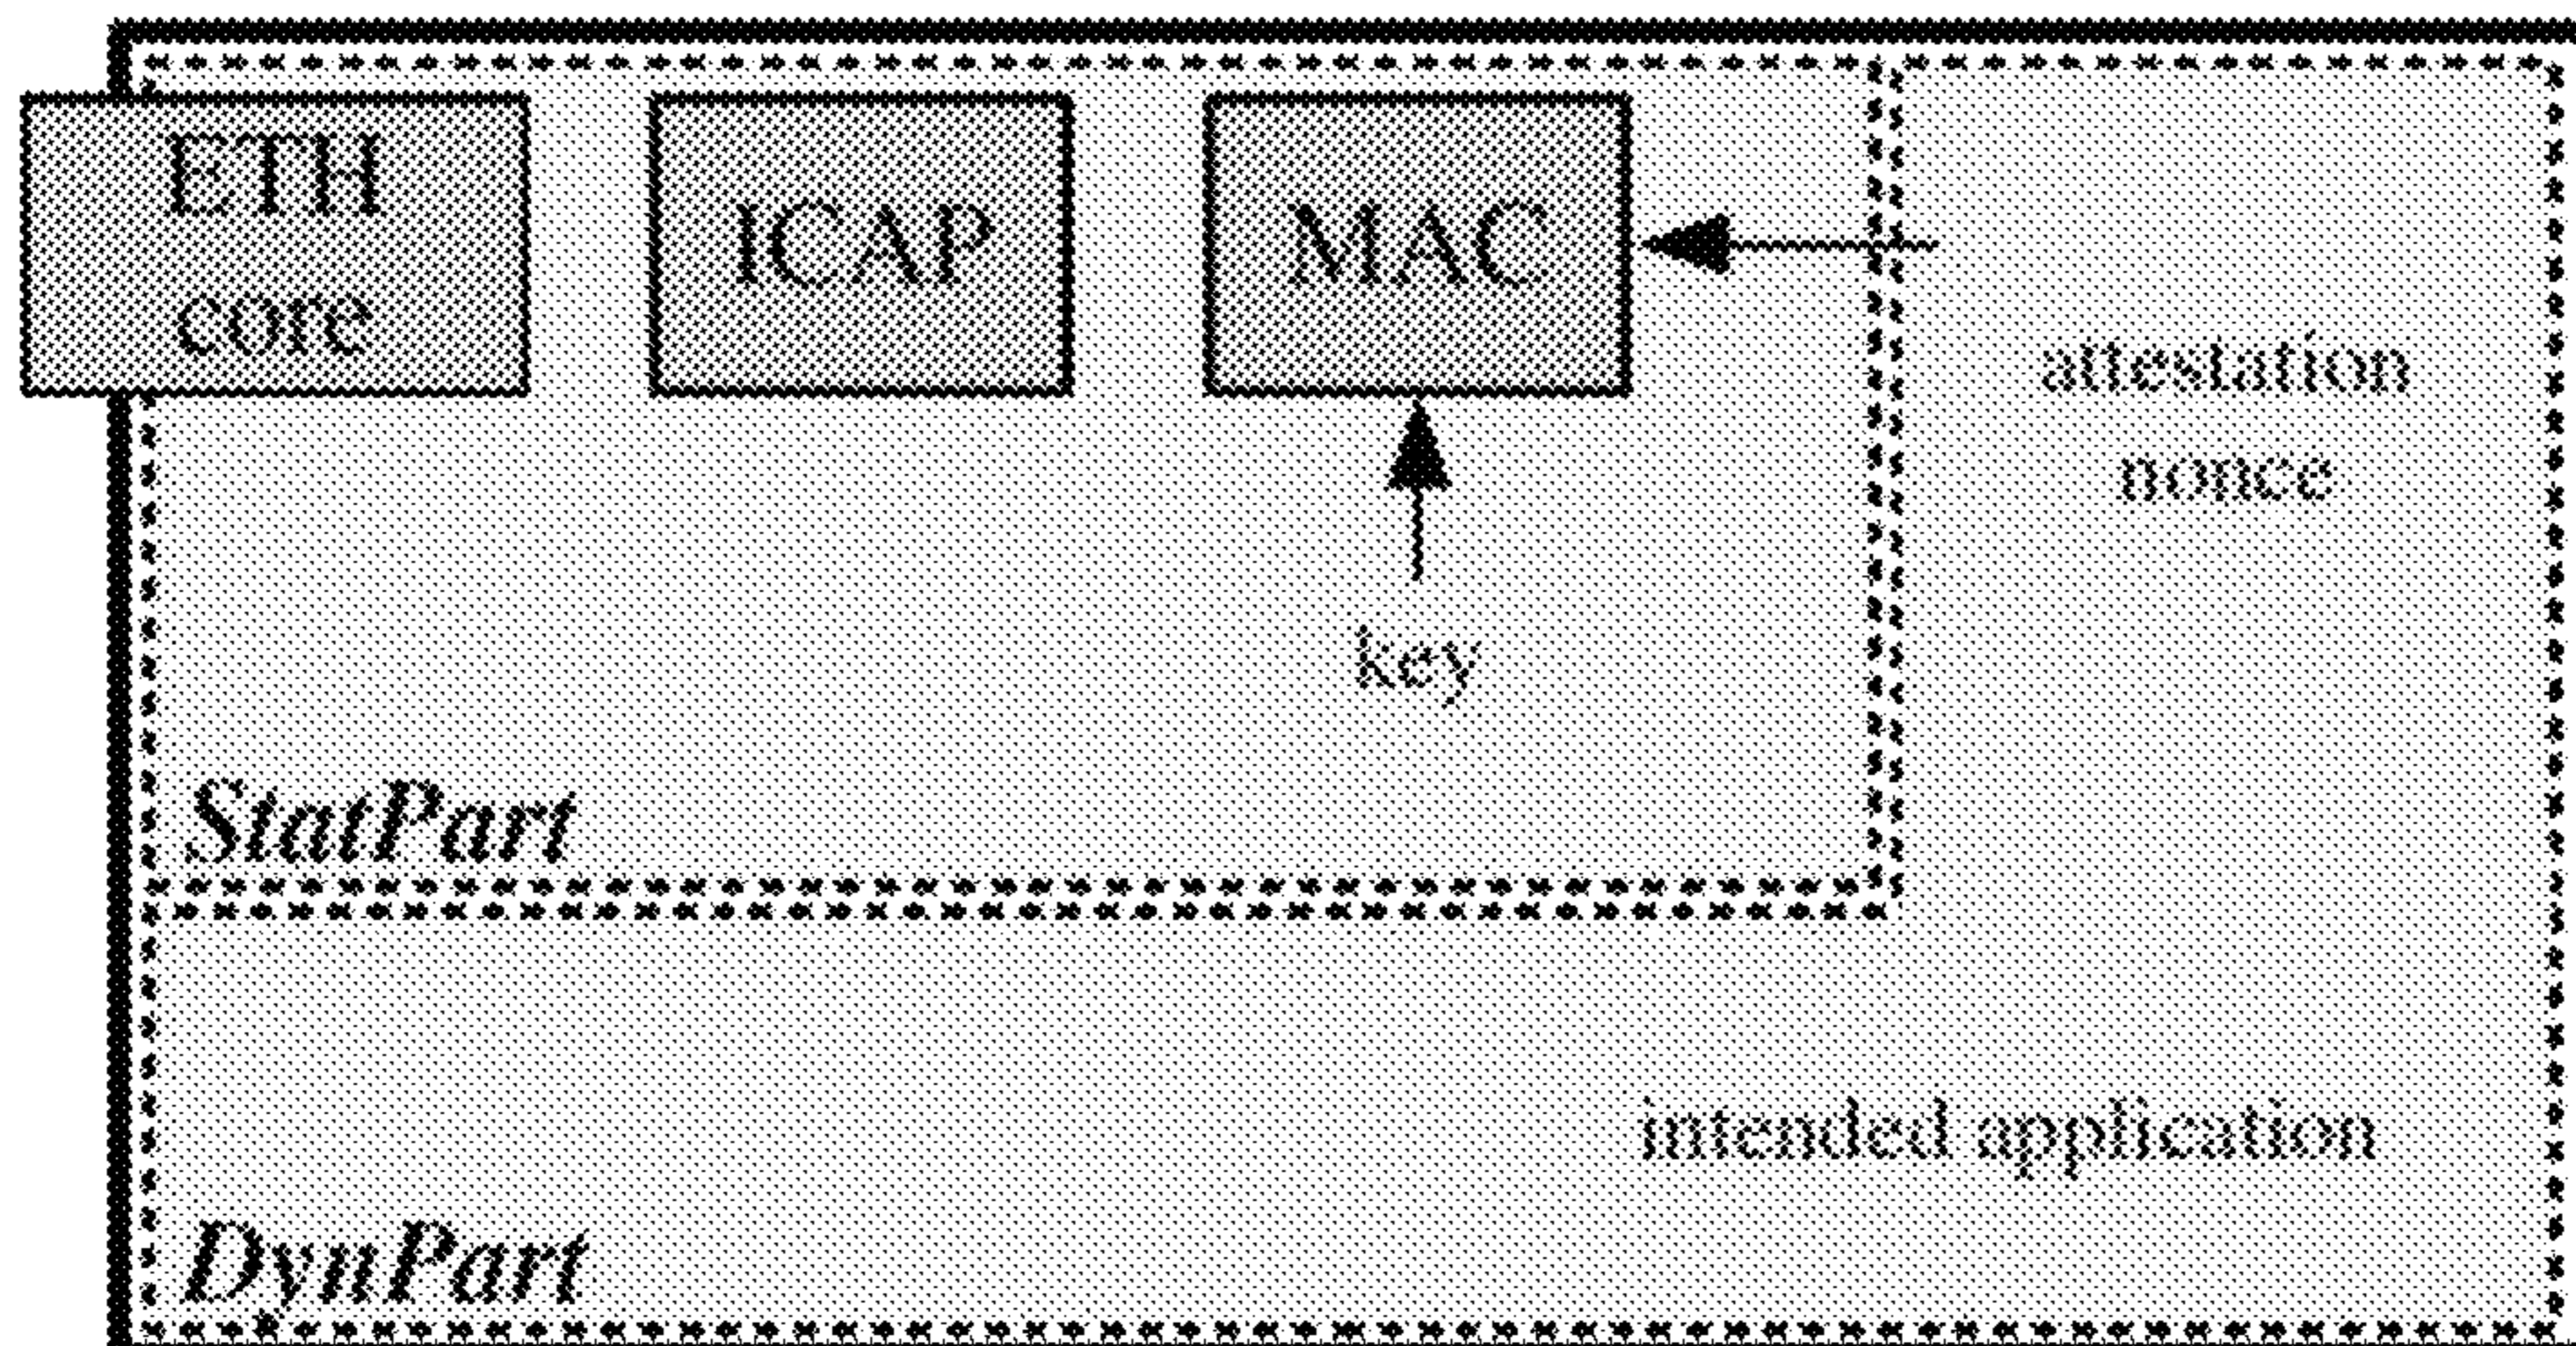 ETH
core
ICAP
MAC
attestation
nonce
key
StatPart
intended application
DynPart